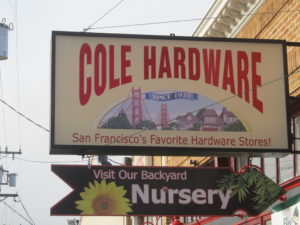 COLE HARDWARE
SINCE 1920!
San Francisco's Favorite Hardware Stores!
Visit Our Backyard
Nursery